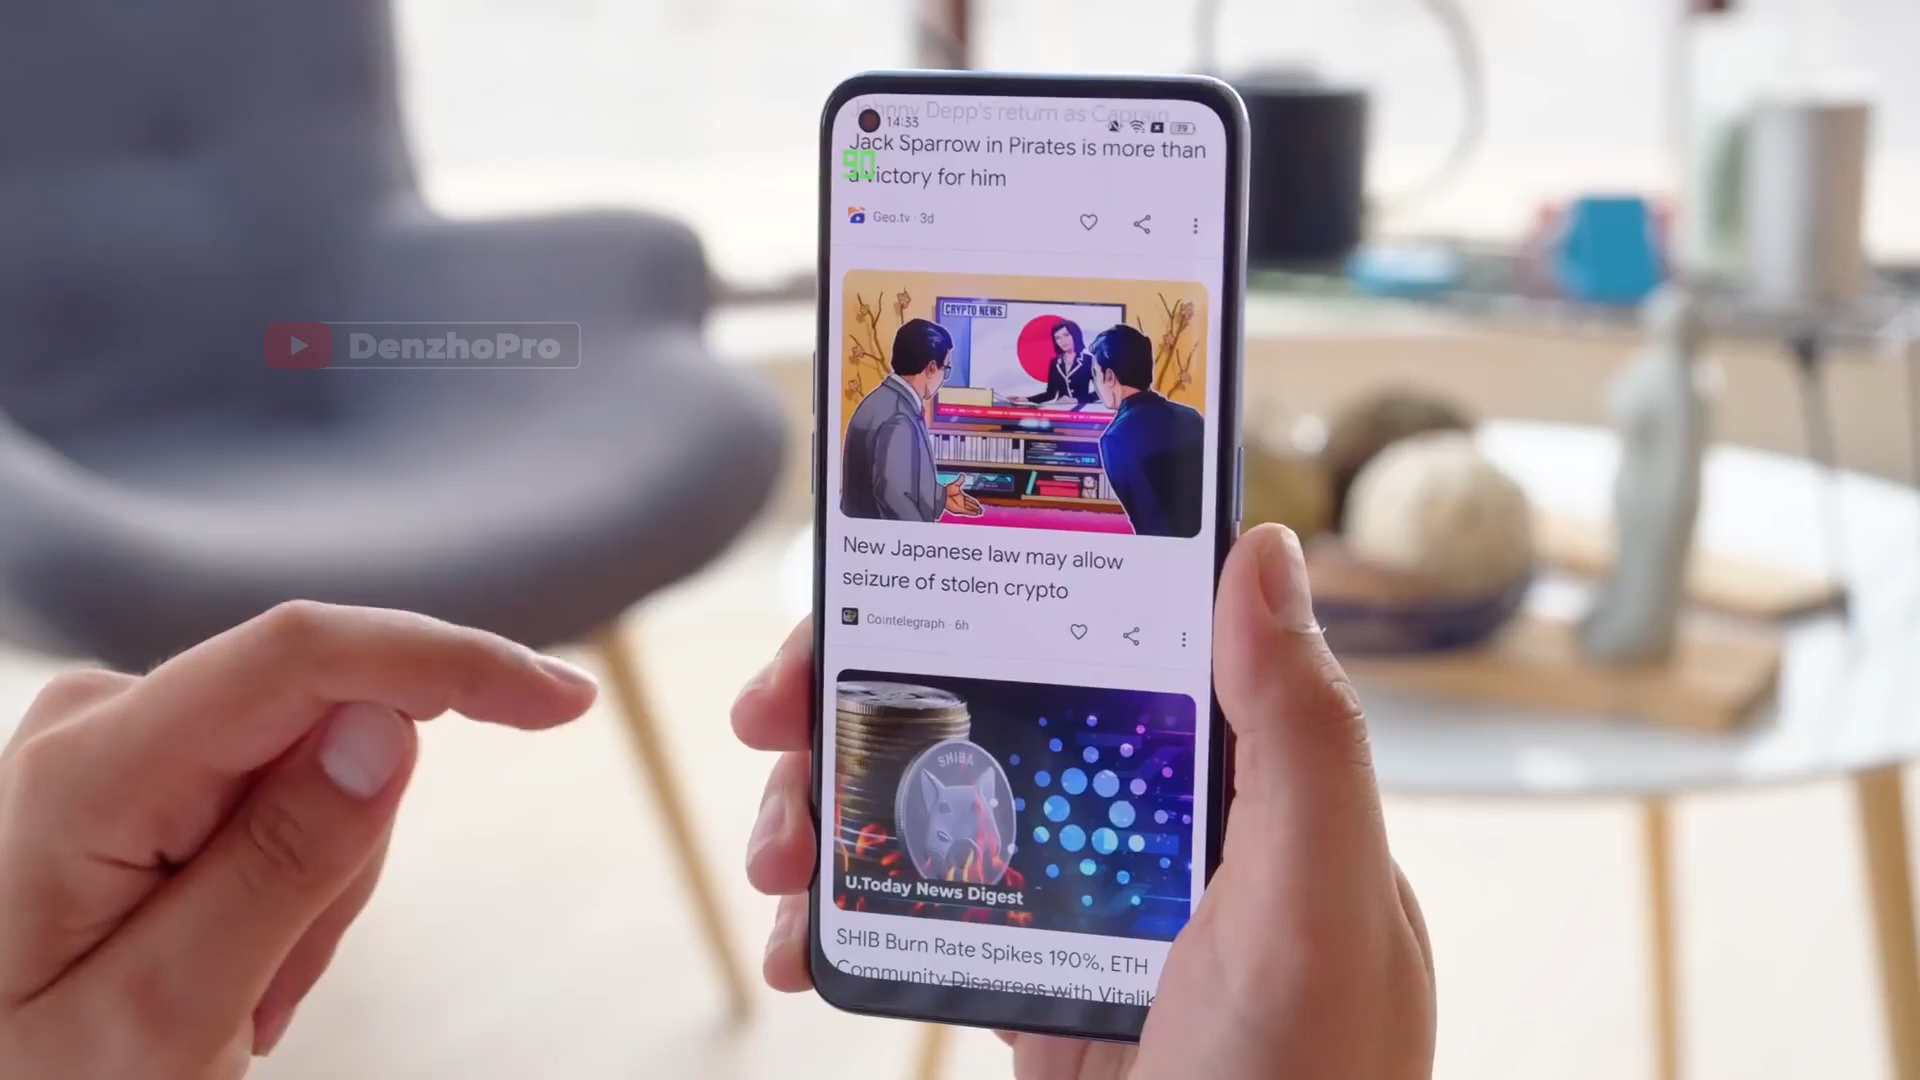 Johnny Depp's return as Captain
14:33
79
Jack Sparrow in Pirates is more than
90
a victory for him
Geo.tv · 3d
CRYPTO NEWS
DenzhoPro
New Japanese law may allow
seizure of stolen crypto
Cointelegraph · 6h
SHIBA
U.Today News Digest
SHIB Burn Rate Spikes 190%, ETH
Community Disagrees with Vitalik